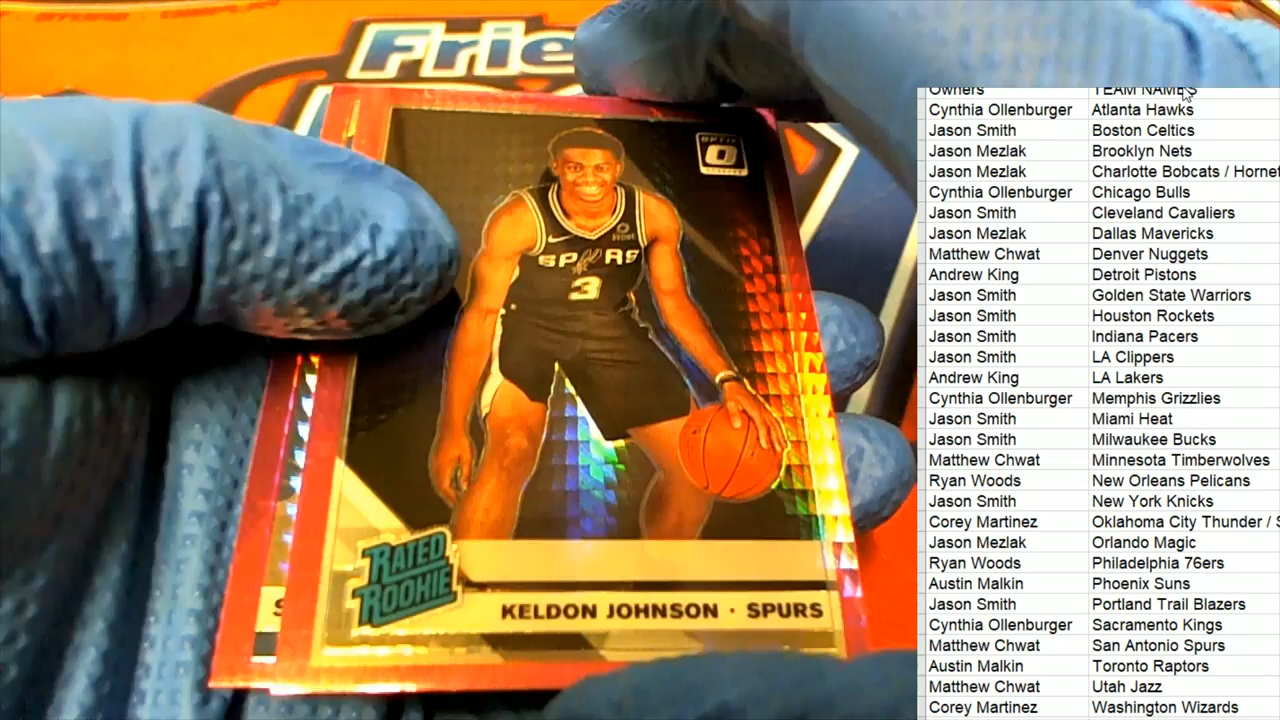 Frie
OPTIC
SPURS
3
RATED
ROOKIE
KELDON JOHNSON · SPURS
Owners TEAM NAMES
Cynthia Ollenburger Atlanta Hawks
Jason Smith Boston Celtics
Jason Mezlak Brooklyn Nets
Jason Mezlak Charlotte Bobcats / Hornet
Cynthia Ollenburger Chicago Bulls
Jason Smith Cleveland Cavaliers
Jason Mezlak Dallas Mavericks
Matthew Chwat Denver Nuggets
Andrew King Detroit Pistons
Jason Smith Golden State Warriors
Jason Smith Houston Rockets
Jason Smith Indiana Pacers
Jason Smith LA Clippers
Andrew King LA Lakers
Cynthia Ollenburger Memphis Grizzlies
Jason Smith Miami Heat
Jason Smith Milwaukee Bucks
Matthew Chwat Minnesota Timberwolves
Ryan Woods New Orleans Pelicans
Jason Smith New York Knicks
Corey Martinez Oklahoma City Thunder / S
Jason Mezlak Orlando Magic
Ryan Woods Philadelphia 76ers
Austin Malkin Phoenix Suns
Jason Smith Portland Trail Blazers
Cynthia Ollenburger Sacramento Kings
Matthew Chwat San Antonio Spurs
Austin Malkin Toronto Raptors
Matthew Chwat Utah Jazz
Corey Martinez Washington Wizards